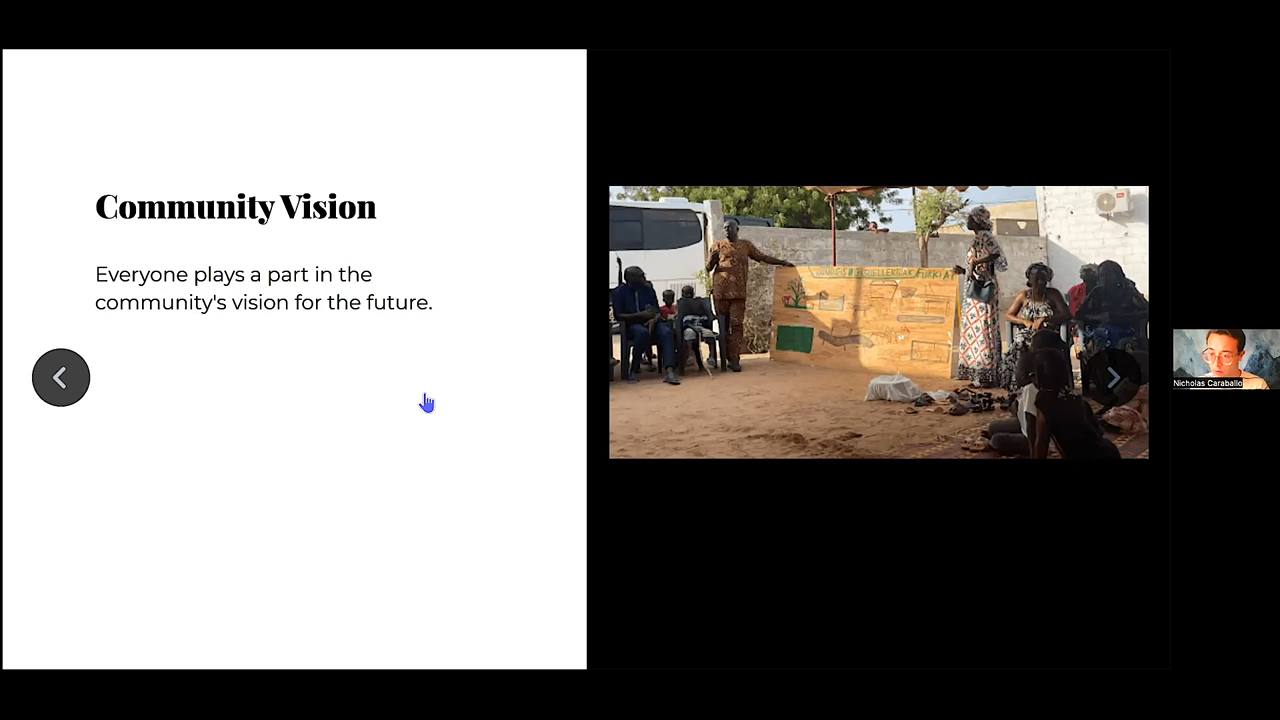 Community Vision
Everyone plays a part in the
community's vision for the future.
Nicholas Caraballo